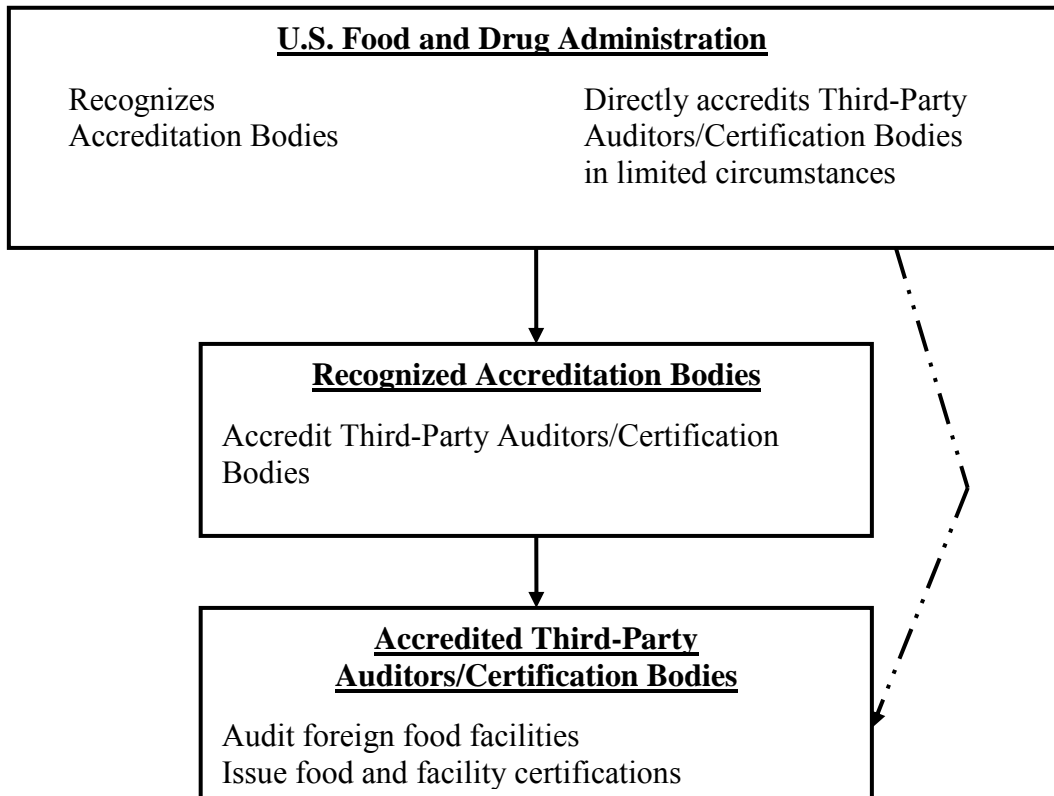 U.S. Food and Drug Administration
Recognizes
Accreditation Bodies
Directly accredits Third-Party
Auditors/Certification Bodies
in limited circumstances
Recognized Accreditation Bodies
Accredit Third-Party Auditors/Certification
Bodies
Accredited Third-Party
Auditors/Certification Bodies
Audit foreign food facilities
Issue food and facility certifications